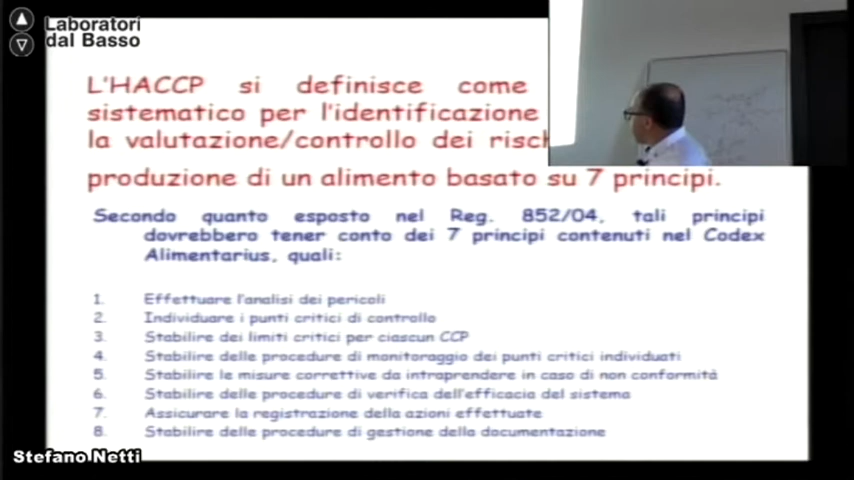 Laboratori
dal Basso
L'HACCP si definisce come
sistematico per l'identificazione
la valutazione/controllo dei
produzione di un alimento basato su 7 principi.
Secondo quanto esposto nel Reg. 852/04, tali principi
dovrebbero tener conto dei 7 principi contenuti nel Codex
Alimentarius, quali:
1. Effettuare l'analisi dei pericoli
2. Individuare i punti critici di controllo
3. Stabilire dei limiti critici per ciascun CCP
4. Stabilire delle procedure di monitoraggio dei punti critici individuati
5. Stabilire le misure correttive da intraprendere in caso di non conformità
6. Stabilire delle procedure di verifica dell'efficacia del sistema
7. Assicurare la registrazione della azioni effettuate
8. Stabilire delle procedure di gestione della documentazione
Stefano Netti